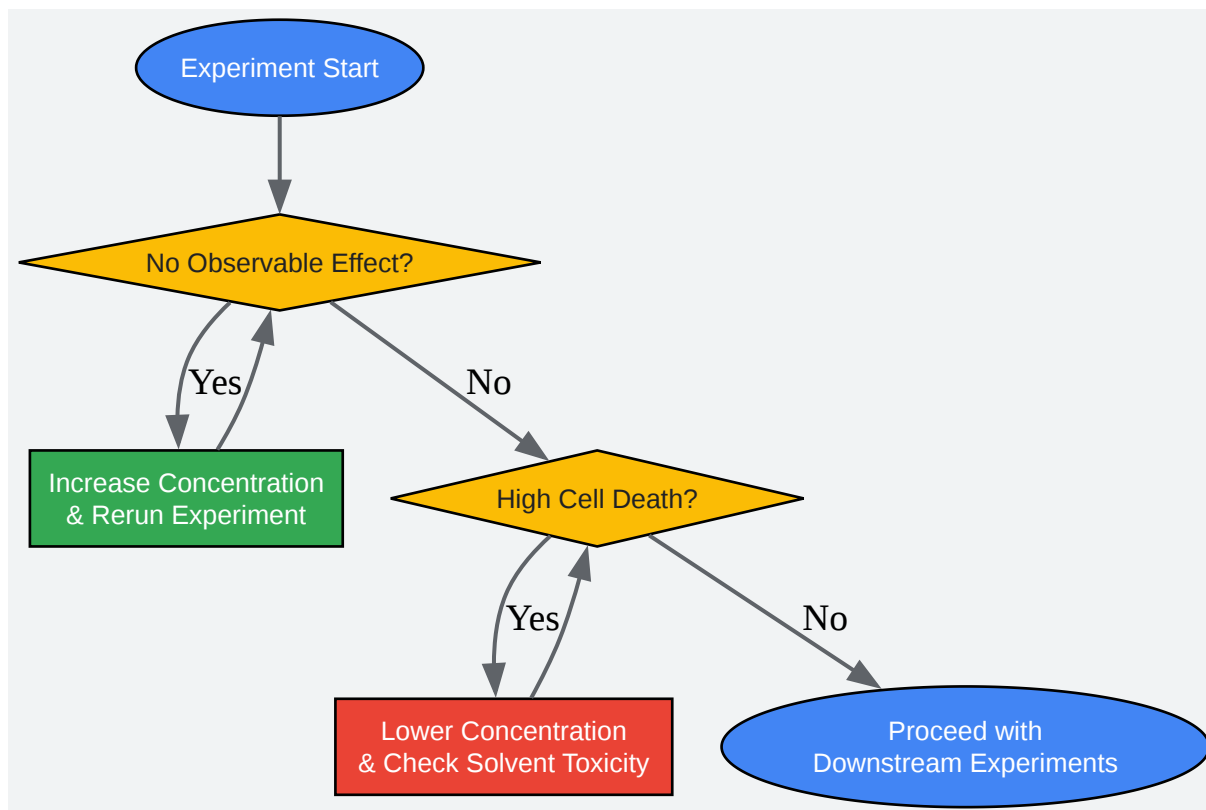 Experiment Start
No Observable Effect?
Yes
No
Increase Concentration
& Rerun Experiment
High Cell Death?
Yes
No
Lower Concentration
& Check Solvent Toxicity
Proceed with
Downstream Experiments